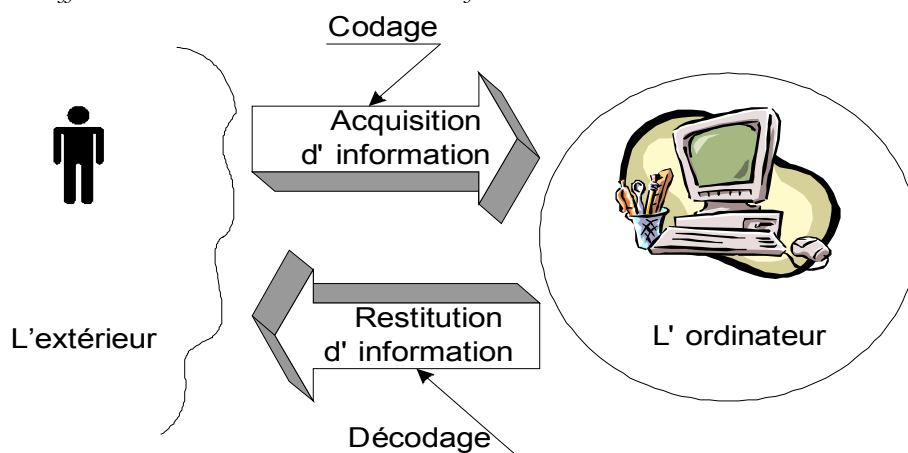 Codage
Acquisition
d' information
L'extérieur
Restitution
d' information
L' ordinateur
Décodage